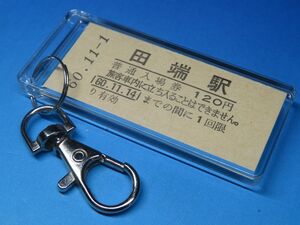 60.11-1
田端駅
普通入場券 120円
旅客車内に立ち入ることはできません。
60.11.14 までの間に1回限
り有効